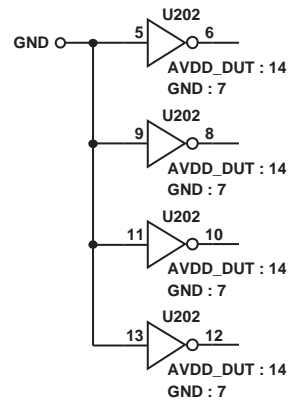 U202
GND 5 6
AVDD_DUT : 14
GND : 7
U202
9 8
AVDD_DUT : 14
GND : 7
U202
11 10
AVDD_DUT : 14
GND : 7
U202
13 12
AVDD_DUT : 14
GND : 7